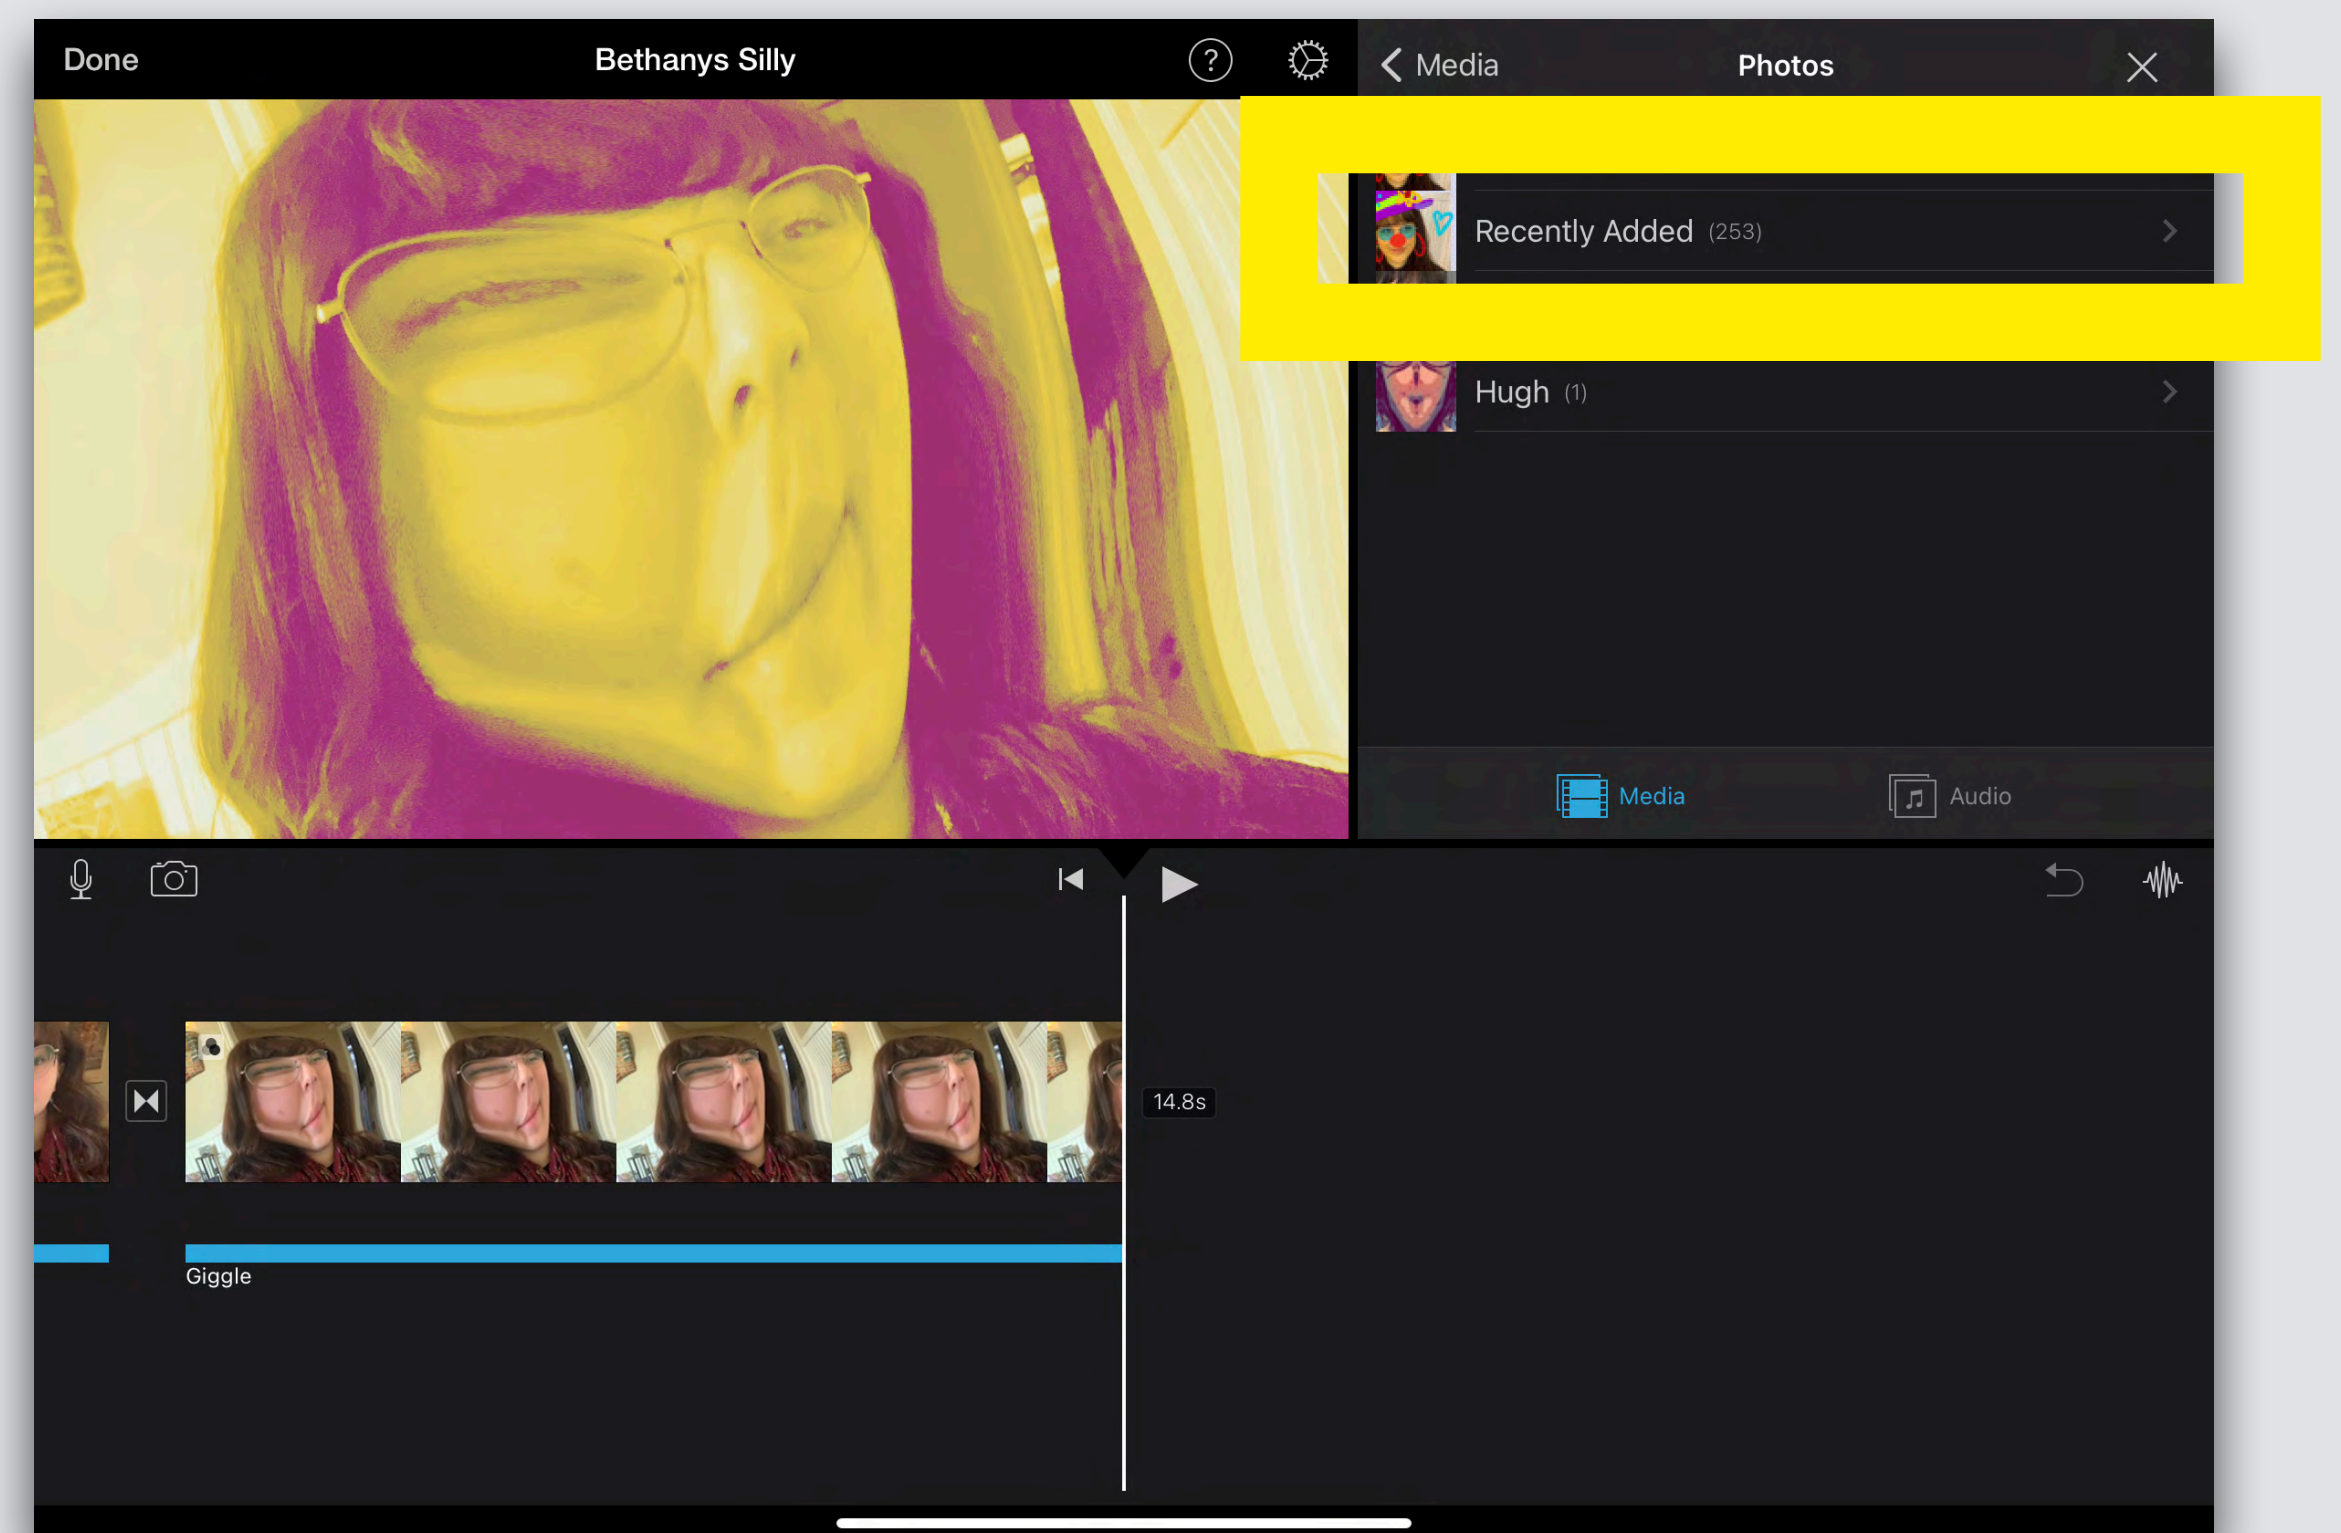 Done
Bethanys Silly
?
Media
Photos
Recently Added (253)
Hugh (1)
Media
Audio
14.8s
Giggle